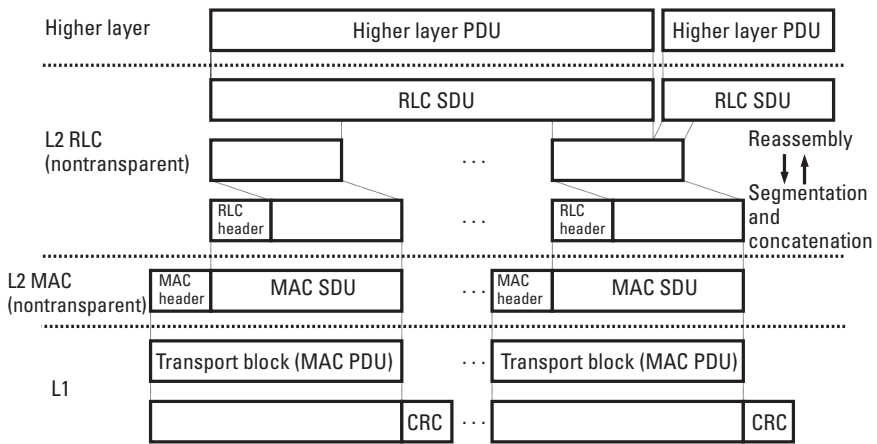 Higher layer
Higher layer PDU
Higher layer PDU
RLC SDU
RLC SDU
L2 RLC
(nontransparent)
. . .
Reassembly
Segmentation
and
concatenation
RLC
header
. . .
RLC
header
L2 MAC
(nontransparent)
MAC
header
MAC SDU
. . .
MAC
header
MAC SDU
L1
Transport block (MAC PDU)
. . .
Transport block (MAC PDU)
CRC
. . .
CRC